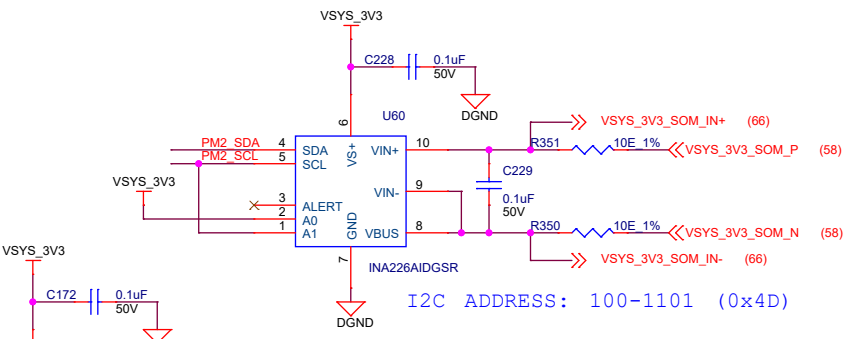 VSYS_3V3
C228 0.1uF
50V
DGND
U60
6
VS+
VSYS_3V3_SOM_IN+ (66)
PM2_SDA 4 SDA VIN+ 10 R351 10E_1% VSYS_3V3_SOM_P (58)
PM2_SCL 5 SCL
C229
VSYS_3V3
VIN- 9
0.1uF
50V
3 ALERT
2 A0
1 A1
GND
VBUS 8 R350 10E_1% VSYS_3V3_SOM_N (58)
7
INA226AIDGSR
VSYS_3V3_SOM_IN- (66)
VSYS_3V3
C172 0.1uF
50V
DGND
I2C ADDRESS: 100-1101 (0x4D)